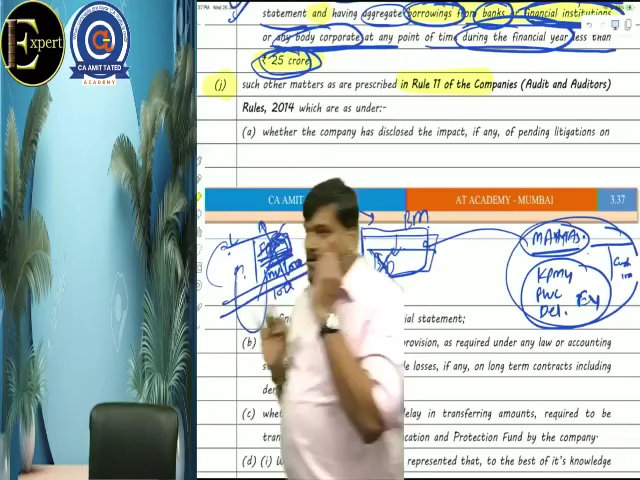 statement and having aggregate borrowings from banks or financial institutions
or any body corporate at any point of time during the financial year less than
₹ 25 crore
(j) such other matters as are prescribed in Rule 11 of the Companies (Audit and Auditors)
Rules, 2014 which are as under:-
(a) whether the company has disclosed the impact, if any, of pending litigations on
CA AMIT AT ACADEMY - MUMBAI 3.37
BM
KPMG
PWC
Del. EY
ial statement;
(b) provision, as required under any law or accounting
le losses, if any, on long term contracts including
(c) whe delay in transferring amounts, required to be
tran cation and Protection Fund by the company.
(d) (i) W represented that, to the best of it's knowledge
Expert
CA AMIT TATED
ACADEMY